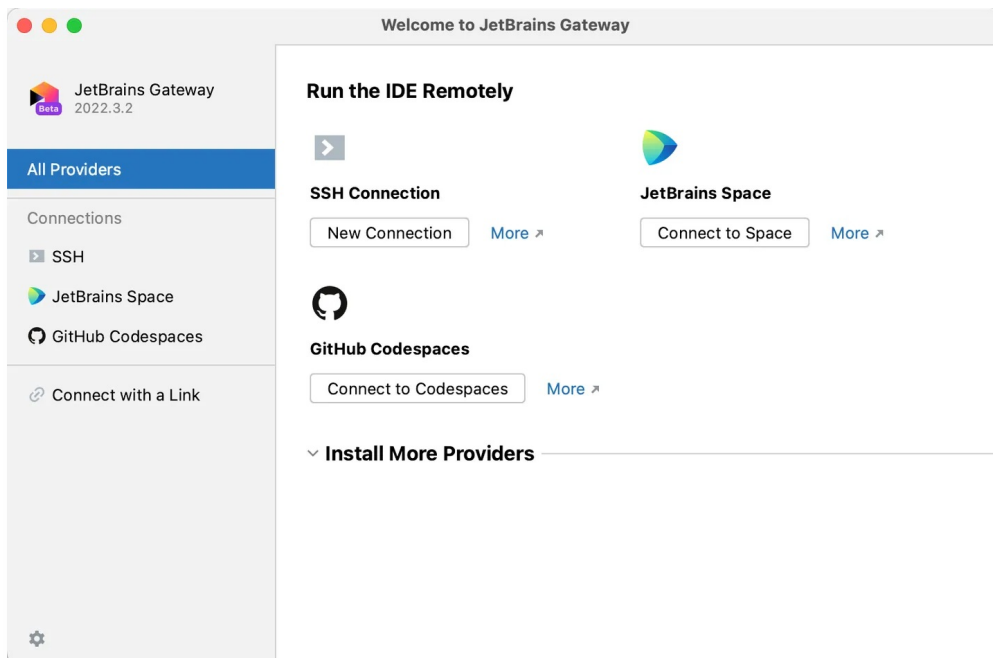 Welcome to JetBrains Gateway
JetBrains Gateway
Beta
2022.3.2
All Providers
Connections
SSH
JetBrains Space
GitHub Codespaces
Connect with a Link
Run the IDE Remotely
SSH Connection
New Connection More
JetBrains Space
Connect to Space More
GitHub Codespaces
Connect to Codespaces More
Install More Providers